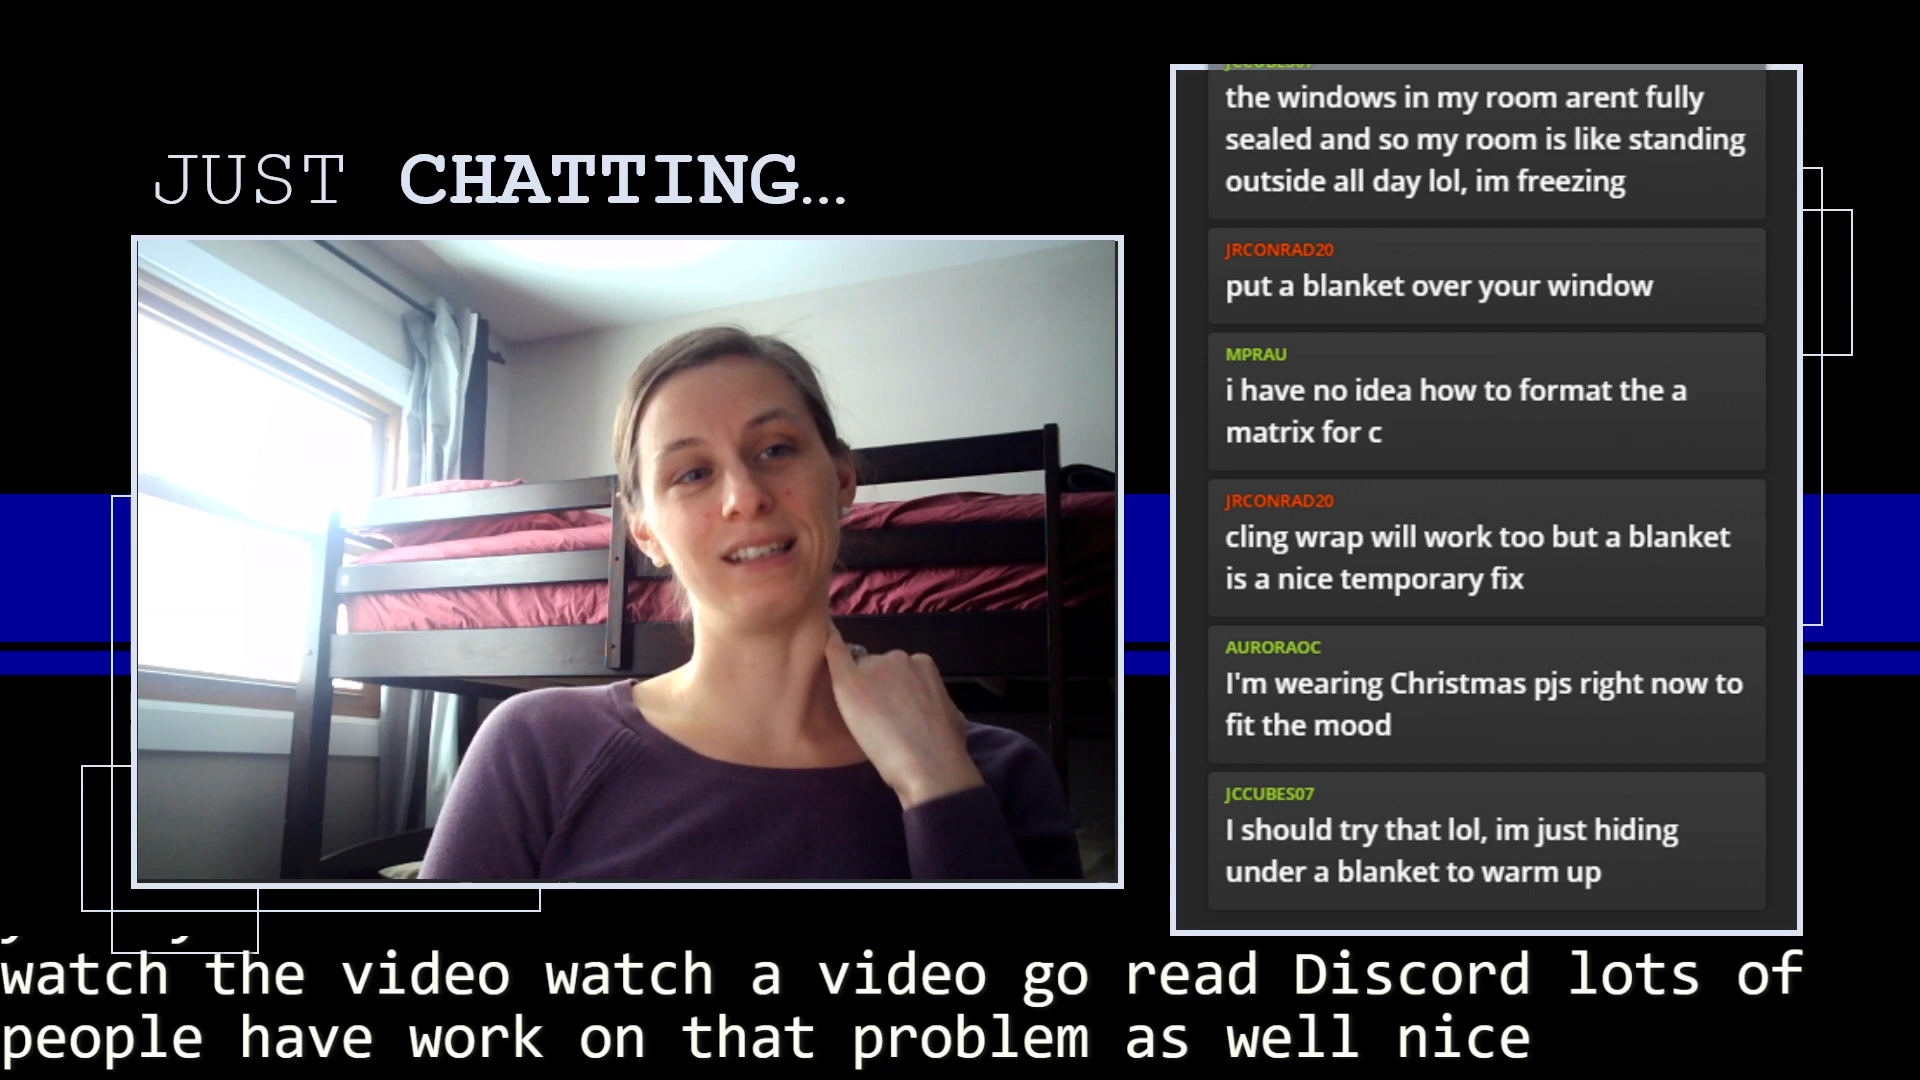 JUST CHATTING...
JCCUBES07
the windows in my room arent fully
sealed and so my room is like standing
outside all day lol, im freezing
JRCONRAD20
put a blanket over your window
MPRAU
i have no idea how to format the a
matrix for c
JRCONRAD20
cling wrap will work too but a blanket
is a nice temporary fix
AURORAOC
I'm wearing Christmas pjs right now to
fit the mood
JCCUBES07
I should try that lol, im just hiding
under a blanket to warm up
watch the video watch a video go read Discord lots of
people have work on that problem as well nice